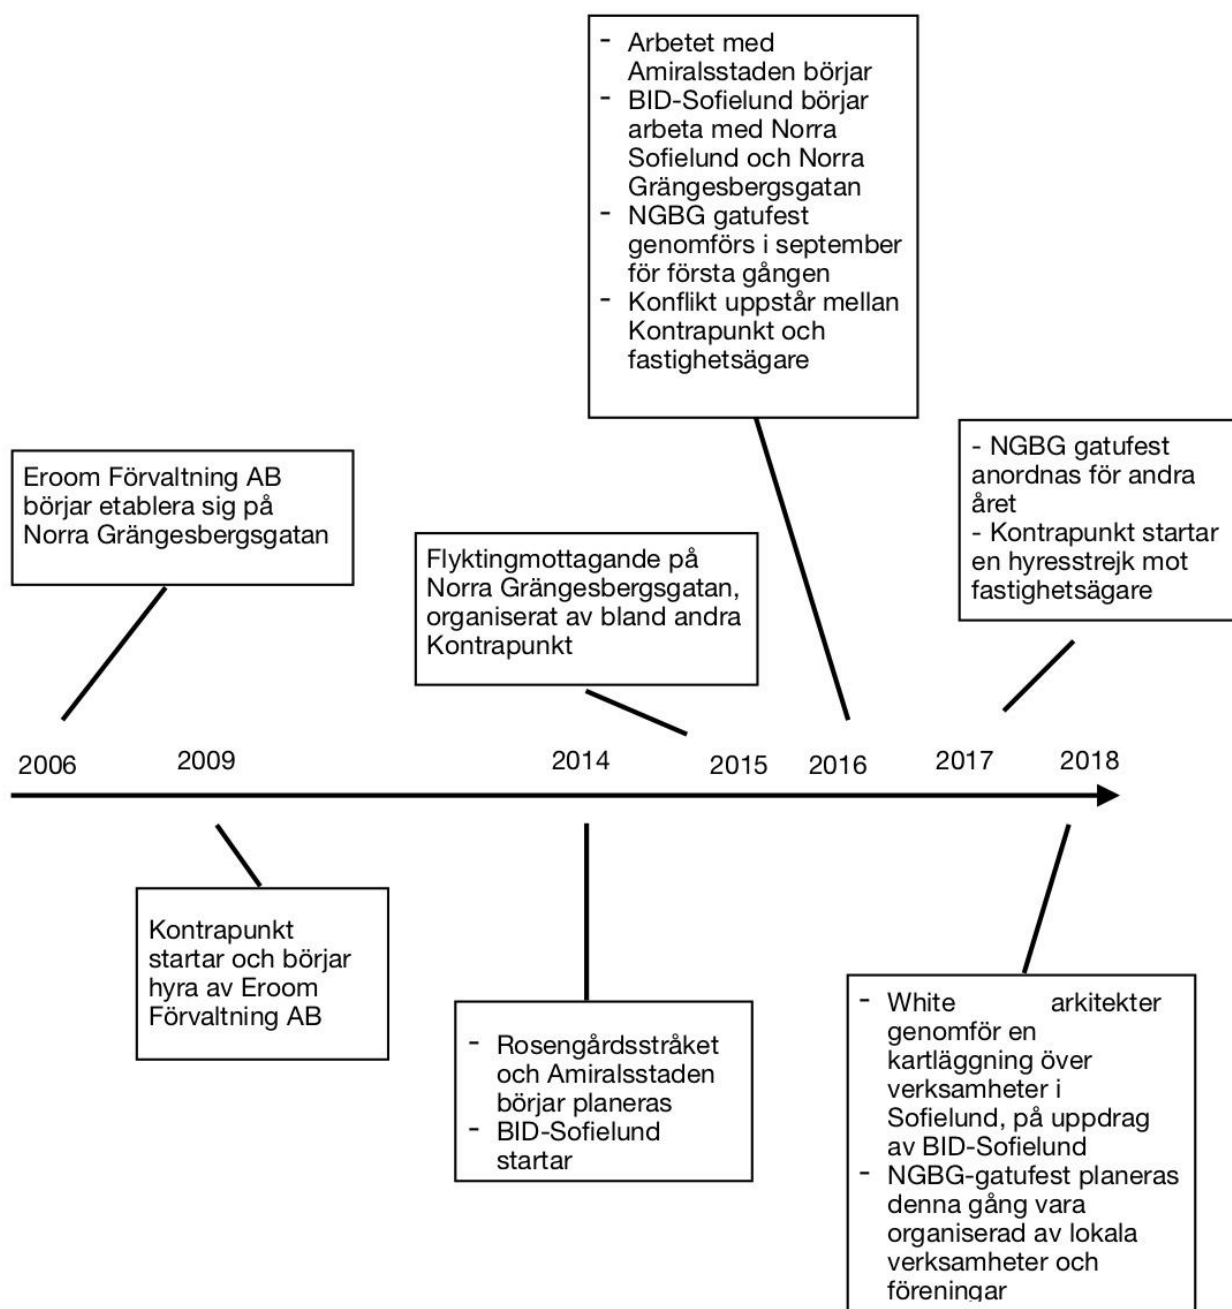 - Arbetet med
Amiralsstaden börjar
- BID-Sofielund börjar
arbeta med Norra
Sofielund och Norra
Grängesbergsgatan
- NGBG gatufest
genomförs i september
för första gången
- Konflikt uppstår mellan
Kontrapunkt och
fastighetsägare
Eroom Förvaltning AB
börjar etablera sig på
Norra Grängesbergsgatan
Flyktingmottagande på
Norra Grängesbergsgatan,
organiserat av bland andra
Kontrapunkt
- NGBG gatufest
anordnas för andra
året
- Kontrapunkt startar
en hyresstrejk mot
fastighetsägare
2006 2009 2014 2015 2016 2017 2018
Kontrapunkt
startar och börjar
hyra av Eroom
Förvaltning AB
- Rosengårdsstråket
och Amiralsstaden
börjar planeras
- BID-Sofielund
startar
- White arkitekter
genomför en
kartläggning över
verksamheter i
Sofielund, på uppdrag
av BID-Sofielund
- NGBG-gatufest planeras
denna gång vara
organiserad av lokala
verksamheter och
föreningar